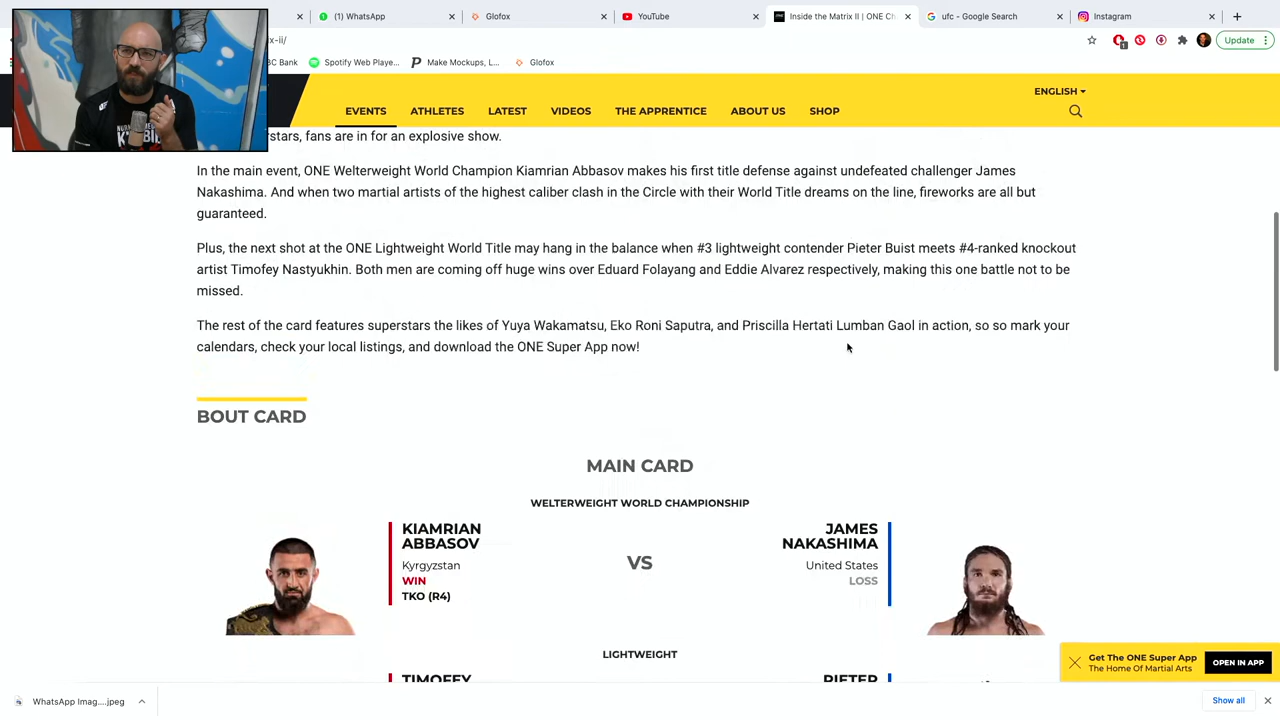 (1) WhatsApp
Glofox
YouTube
Inside the Matrix II | ONE Ch
ufc - Google Search
Instagram
ix-ii/
Update
BC Bank
Spotify Web Playe...
Make Mockups, L...
Glofox
ENGLISH
EVENTS
ATHLETES
LATEST
VIDEOS
THE APPRENTICE
ABOUT US
SHOP
stars, fans are in for an explosive show.
In the main event, ONE Welterweight World Champion Kiamrian Abbasov makes his first title defense against undefeated challenger James
Nakashima. And when two martial artists of the highest caliber clash in the Circle with their World Title dreams on the line, fireworks are all but
guaranteed.
Plus, the next shot at the ONE Lightweight World Title may hang in the balance when #3 lightweight contender Pieter Buist meets #4-ranked knockout
artist Timofey Nastyukhin. Both men are coming off huge wins over Eduard Folayang and Eddie Alvarez respectively, making this one battle not to be
missed.
The rest of the card features superstars the likes of Yuya Wakamatsu, Eko Roni Saputra, and Priscilla Hertati Lumban Gaol in action, so so mark your
calendars, check your local listings, and download the ONE Super App now!
BOUT CARD
MAIN CARD
WELTERWEIGHT WORLD CHAMPIONSHIP
KIAMRIAN
ABBASOV
Kyrgyzstan
WIN
TKO (R4)
VS
JAMES
NAKASHIMA
United States
LOSS
LIGHTWEIGHT
TIMOFEY
PIETER
Get The ONE Super App
The Home Of Martial Arts
OPEN IN APP
WhatsApp Imag....jpeg
Show all